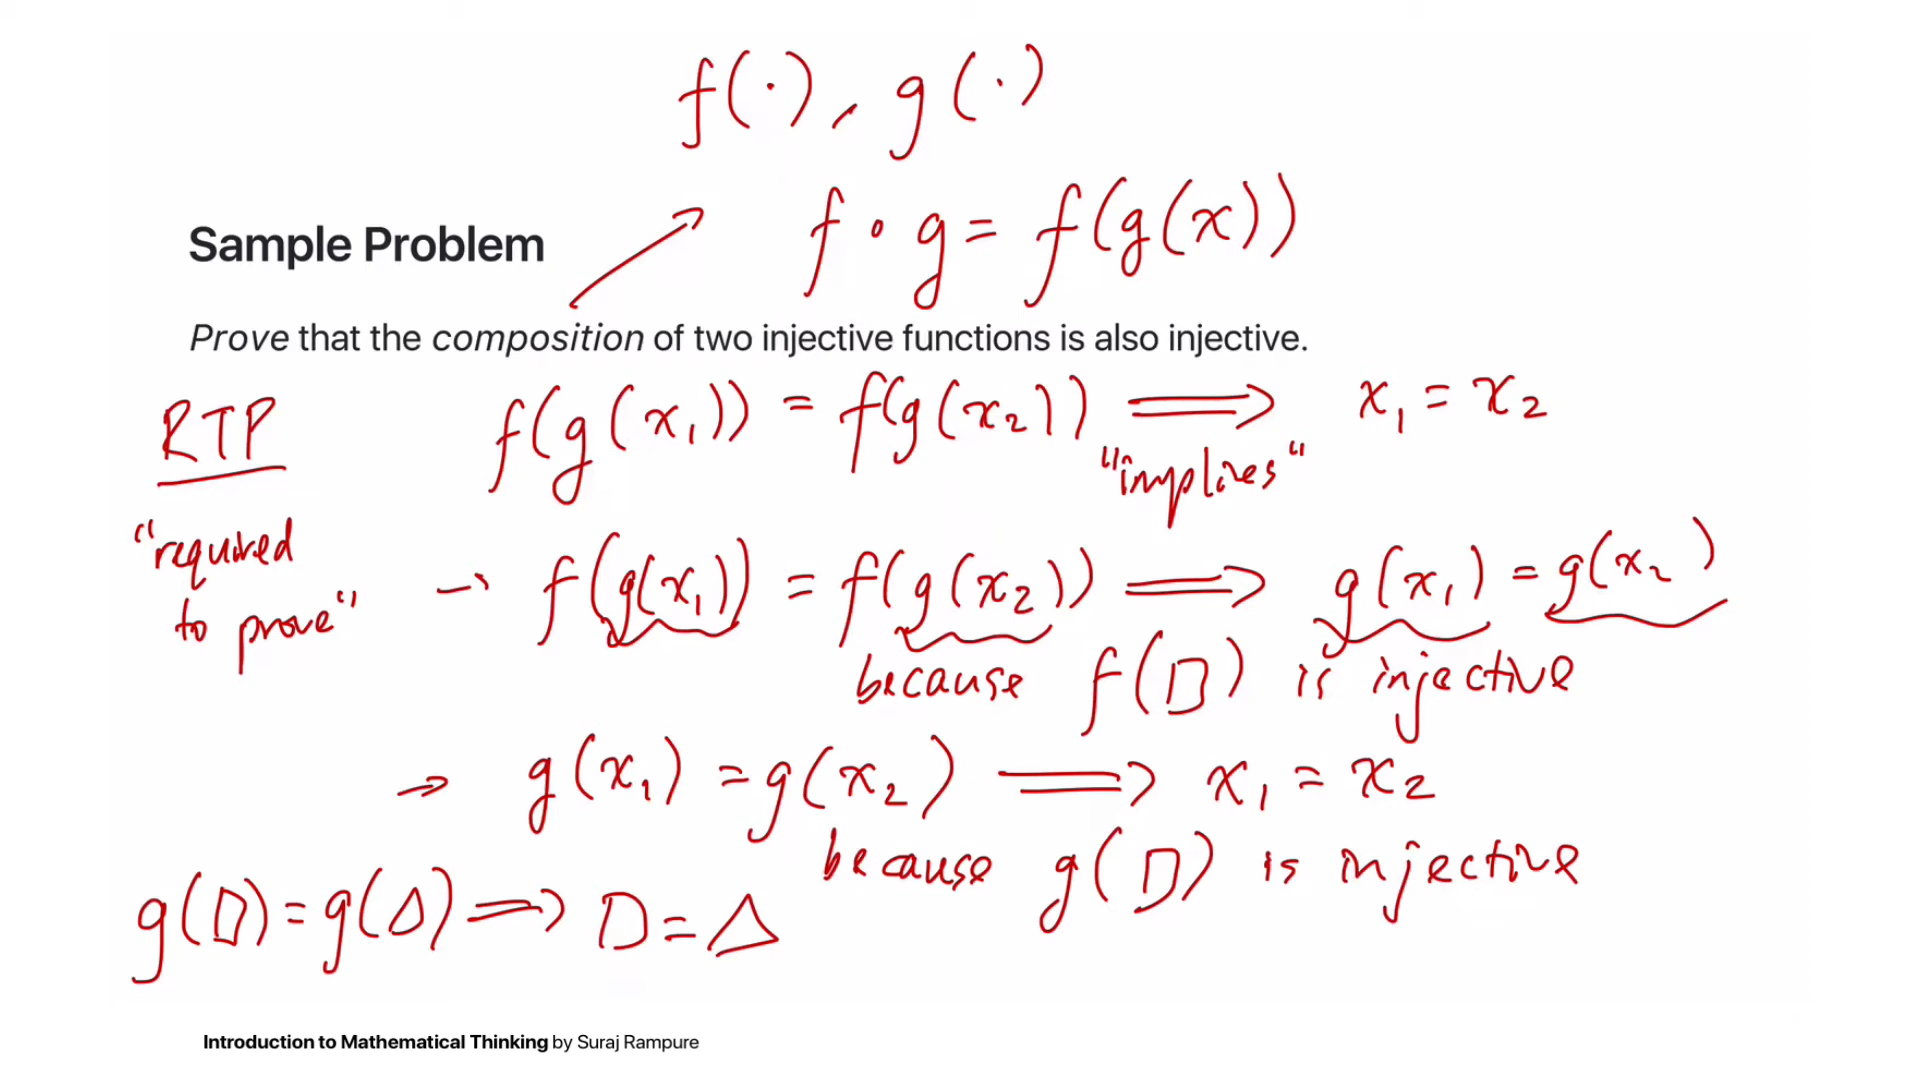 f(·), g(·)
f∘g = f(g(x))
Sample Problem
Prove that the composition of two injective functions is also injective.
RTP
"required
to prove"
f(g(x₁)) = f(g(x₂)) ⟹ x₁ = x₂
"implies"
→ f(g(x₁)) = f(g(x₂)) ⟹ g(x₁) = g(x₂)
because f(□) is injective
→ g(x₁) = g(x₂) ⟹ x₁ = x₂
because g(□) is injective
g(□) = g(△) ⟹ □ = △
Introduction to Mathematical Thinking by Suraj Rampure